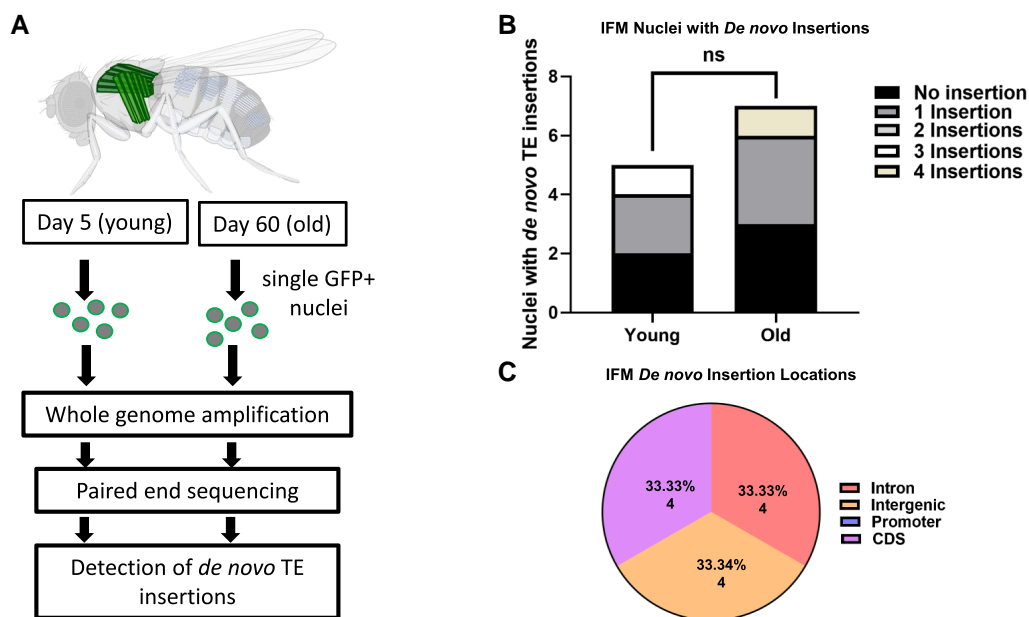 A
Day 5 (young)
Day 60 (old)
single GFP+
nuclei
Whole genome amplification
Paired end sequencing
Detection of de novo TE
insertions
B
IFM Nuclei with De novo Insertions
Nuclei with de novo TE insertions
8
6
4
2
0
ns
Young
Old
No insertion
1 Insertion
2 Insertions
3 Insertions
4 Insertions
C
IFM De novo Insertion Locations
33.33%
4
33.33%
4
33.34%
4
Intron
Intergenic
Promoter
CDS